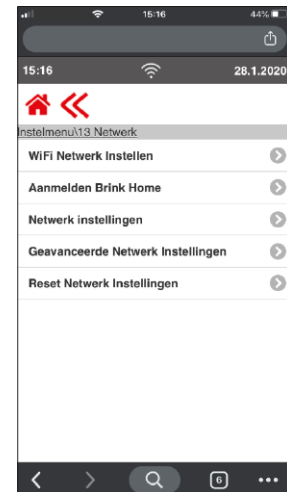 15:16
44%
15:16
28.1.2020
Instelmenu\13 Netwerk
WiFi Netwerk Instellen
Aanmelden Brink Home
Netwerk instellingen
Geavanceerde Netwerk Instellingen
Reset Netwerk Instellingen
6